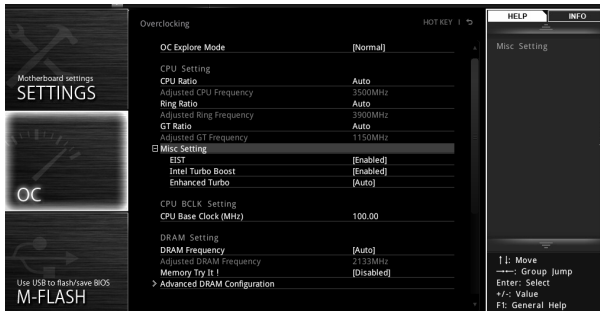 Motherboard settings
SETTINGS
OC
Use USB to flash/save BIOS
M-FLASH
Overclocking
HOT KEY
OC Explore Mode [Normal]
CPU Setting
CPU Ratio Auto
Adjusted CPU Frequency 3500MHz
Ring Ratio Auto
Adjusted Ring Frequency 3900MHz
GT Ratio Auto
Adjusted GT Frequency 1150MHz
Misc Setting
EIST [Enabled]
Intel Turbo Boost [Enabled]
Enhanced Turbo [Auto]
CPU BCLK Setting
CPU Base Clock (MHz) 100.00
DRAM Setting
DRAM Frequency [Auto]
Adjusted DRAM Frequency 2133MHz
Memory Try It ! [Disabled]
> Advanced DRAM Configuration
HELP INFO
Misc Setting
↑↓: Move
→←: Group Jump
Enter: Select
+/-: Value
F1: General Help